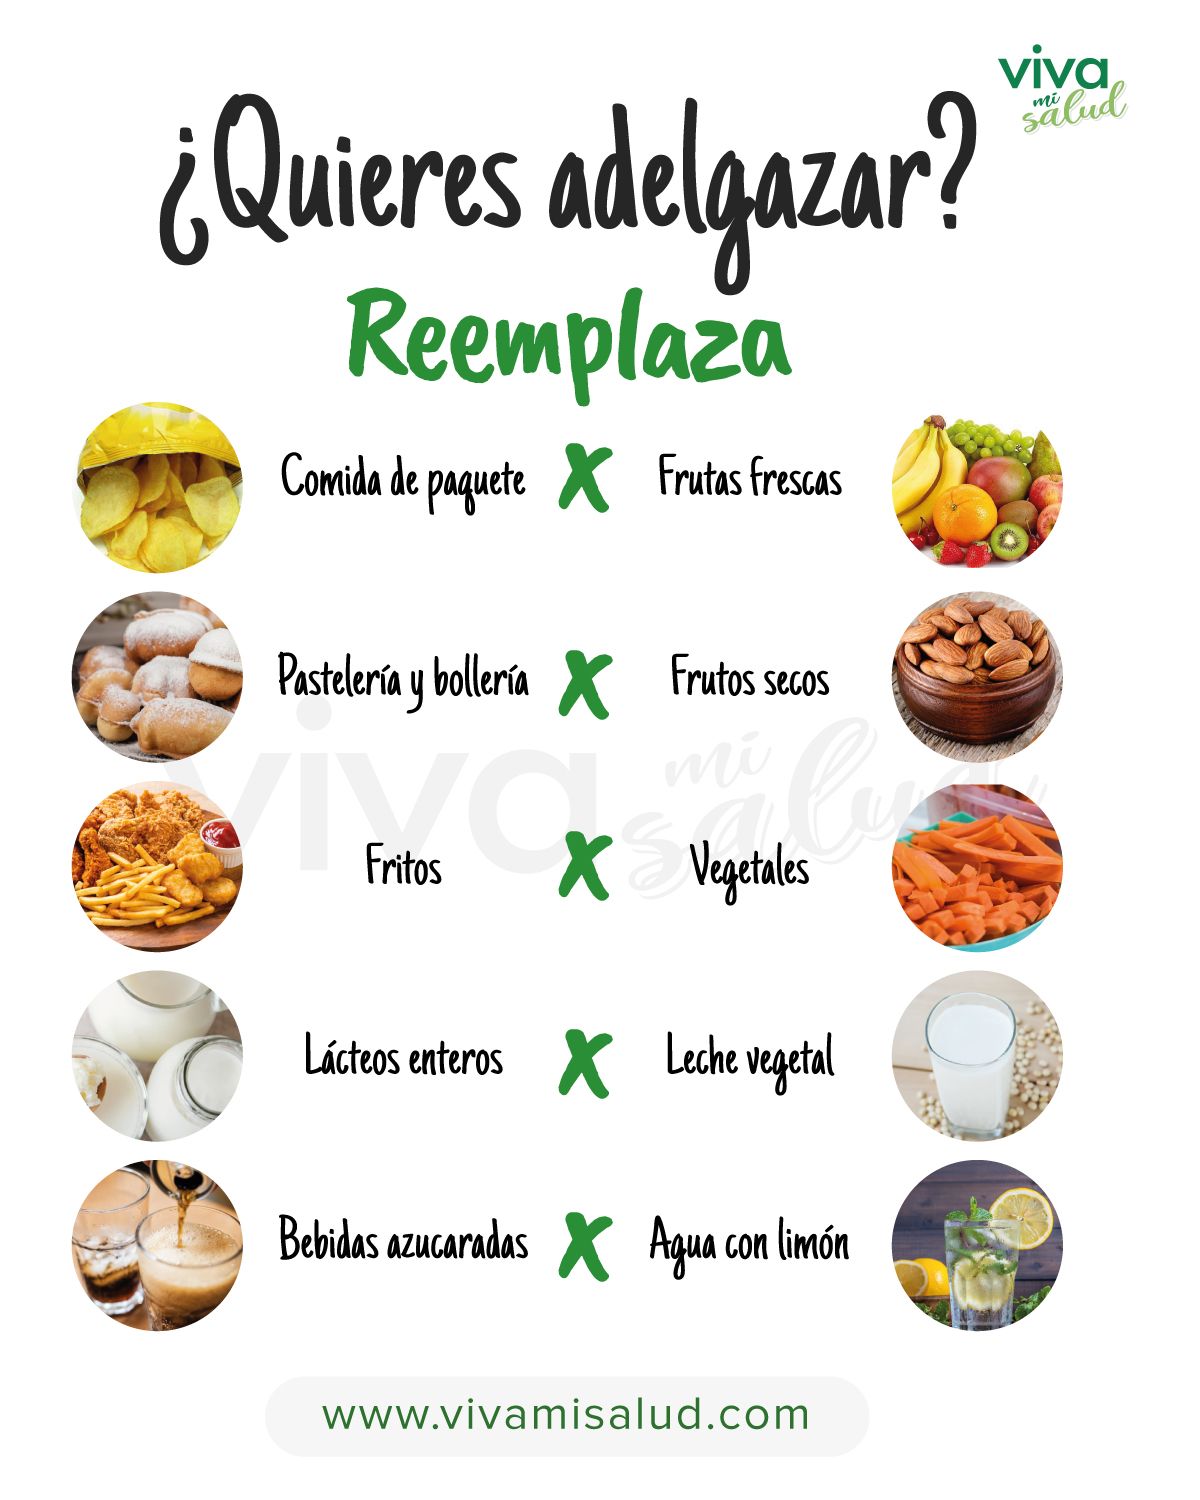 viva
mi
salud
¿Quieres adelgazar?
Reemplaza
Comida de paquete X Frutas frescas
Pastelería y bollería X Frutos secos
viva mi salud
Fritos X Vegetales
Lácteos enteros X Leche vegetal
Bebidas azucaradas X Agua con limón
www.vivamisalud.com